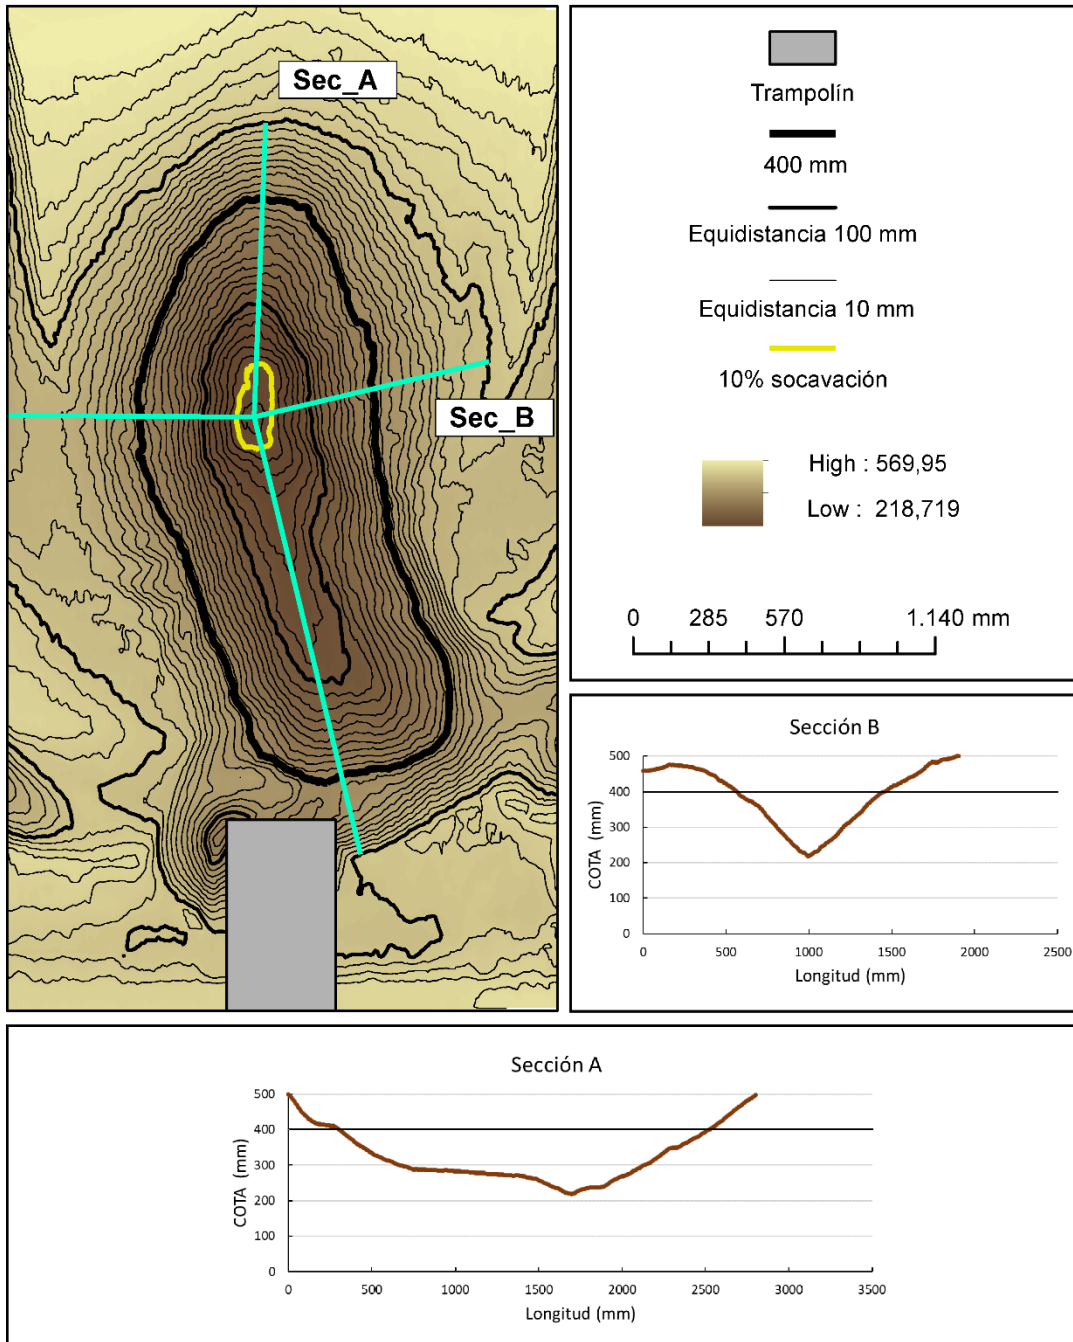 Sec_A
Sec_B
Trampolín
400 mm
Equidistancia 100 mm
Equidistancia 10 mm
10% socavación
High : 569,95
Low : 218,719
0 285 570 1.140 mm
Sección B
COTA (mm)
500
400
300
200
100
0
0 500 1000 1500 2000 2500
Longitud (mm)
Sección A
COTA (mm)
500
400
300
200
100
0
0 500 1000 1500 2000 2500 3000 3500
Longitud (mm)